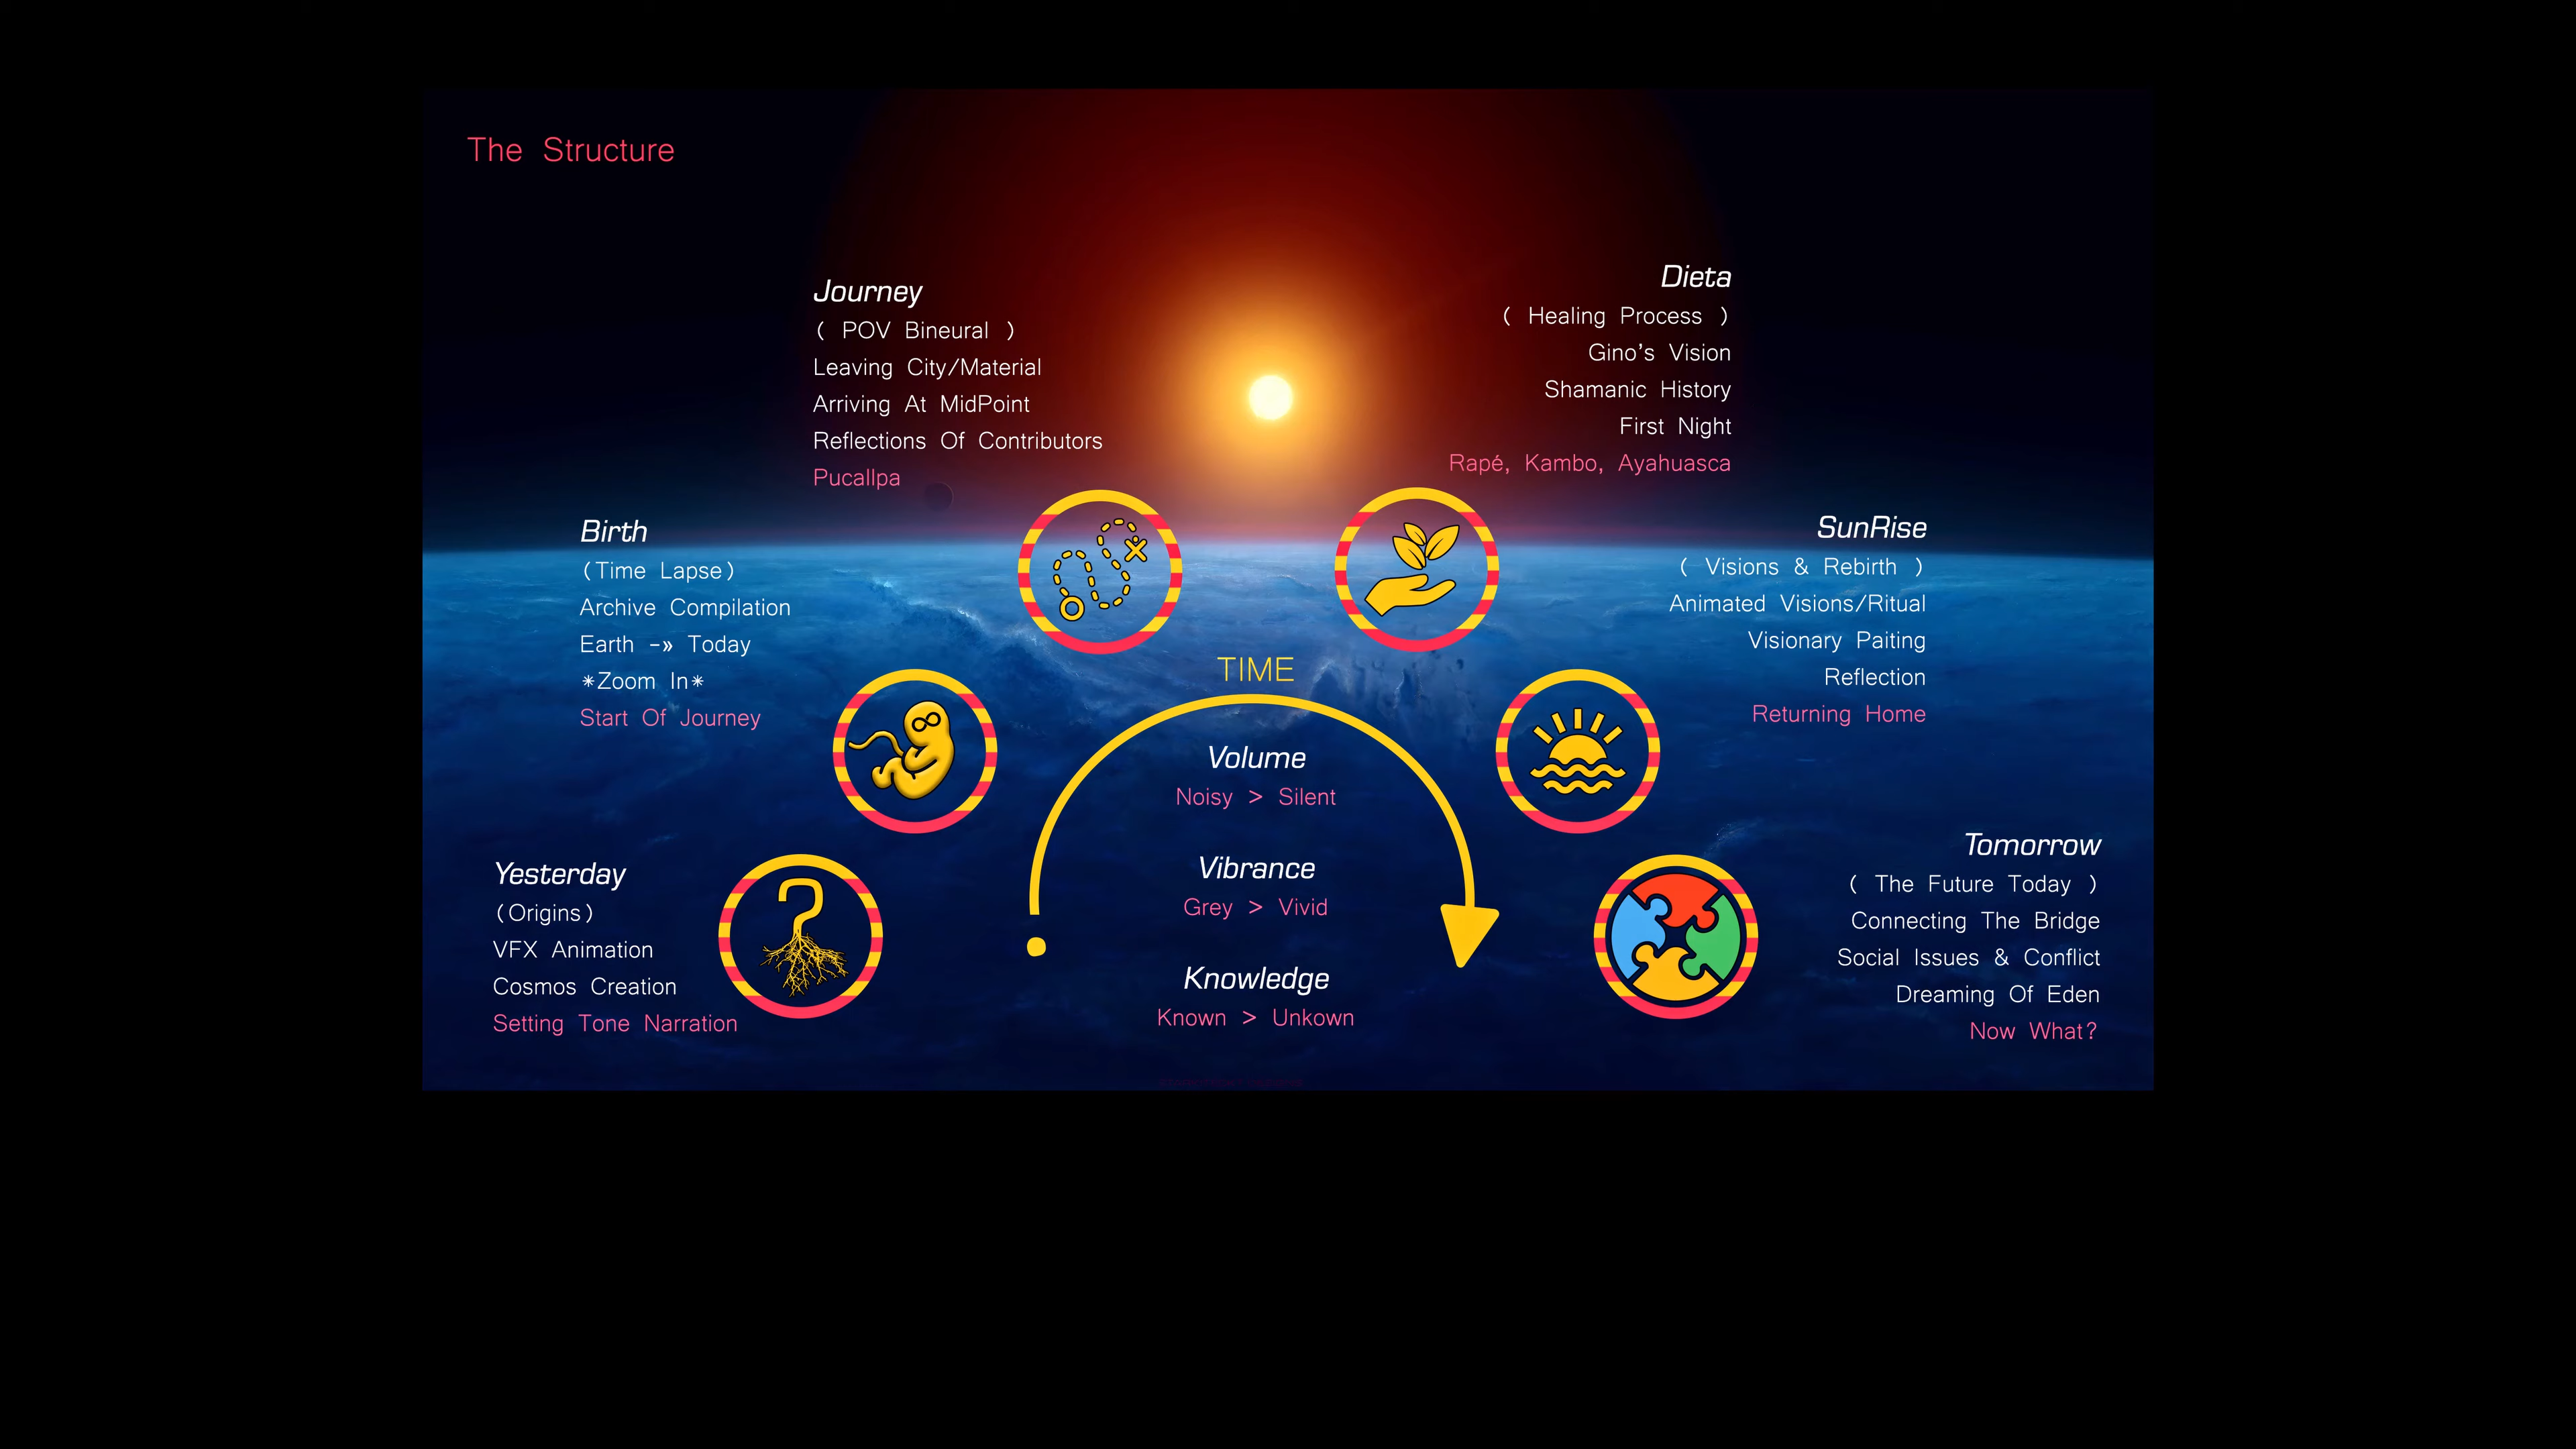 The Structure
Journey
( POV Bineural )
Leaving City/Material
Arriving At MidPoint
Reflections Of Contributors
Pucallpa
Dieta
( Healing Process )
Gino's Vision
Shamanic History
First Night
Rapé, Kambo, Ayahuasca
Birth
(Time Lapse)
Archive Compilation
Earth -» Today
*Zoom In*
Start Of Journey
SunRise
( Visions & Rebirth )
Animated Visions/Ritual
Visionary Paiting
Reflection
Returning Home
TIME
Volume
Noisy > Silent
Vibrance
Grey > Vivid
Knowledge
Known > Unkown
Yesterday
(Origins)
VFX Animation
Cosmos Creation
Setting Tone Narration
Tomorrow
( The Future Today )
Connecting The Bridge
Social Issues & Conflict
Dreaming Of Eden
Now What?